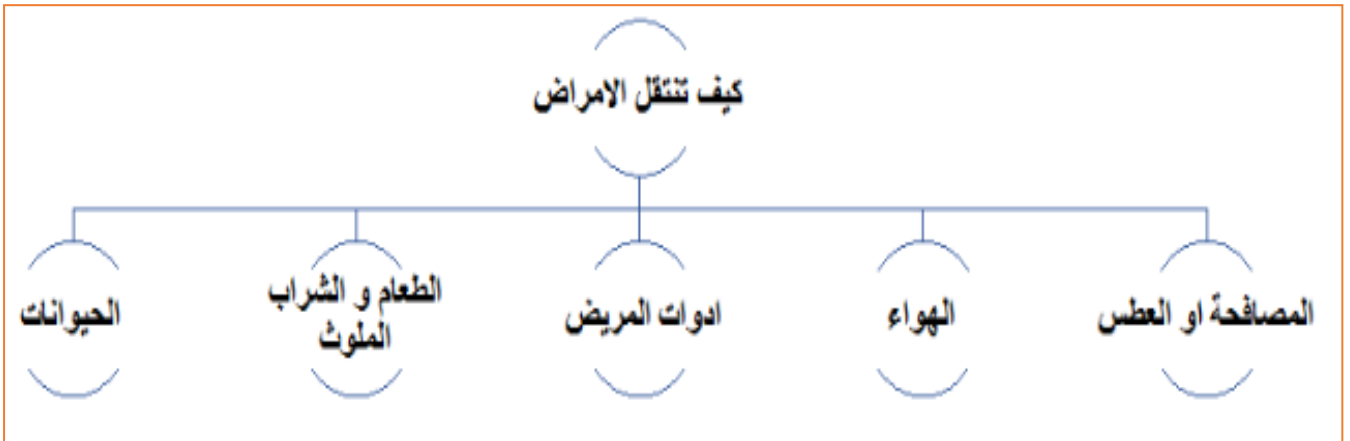 كيف تنتقل الامراض
المصافحة او العطس
الهواء
ادوات المريض
الطعام و الشراب
الملوث
الحيوانات